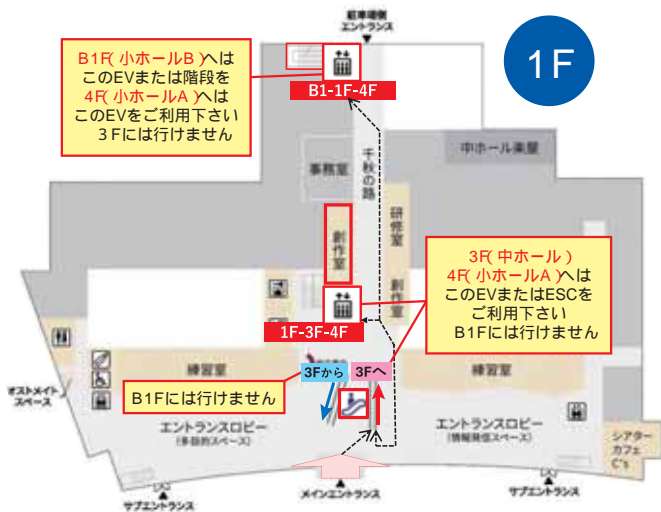 駐車場側
エントランス
1F
B1F(小ホールB)へは
このEVまたは階段を
4F(小ホールA)へは
このEVをご利用下さい
3Fには行けません
B1-1F-4F
千秋の路
事務室
中ホール楽屋
研修室
創作室
創作室
3F(中ホール)
4F(小ホールA)へは
このEVまたはESCを
ご利用下さい
B1Fには行けません
1F-3F-4F
練習室
3Fから
3Fへ
練習室
B1Fには行けません
オストメイト
スペース
エントランスロビー
(多目的スペース)
エントランスロビー
(情報発信スペース)
シアター
カフェ
C's
サブエントランス
メインエントランス
サブエントランス